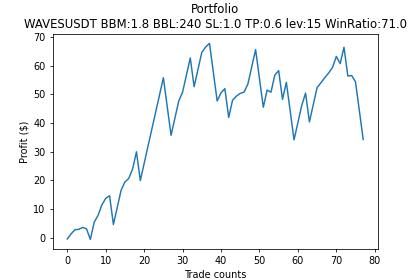 Portfolio
WAVESUSDT BBM:1.8 BBL:240 SL:1.0 TP:0.6 lev:15 WinRatio:71.0
Profit ($)
70
60
50
40
30
20
10
0
0 10 20 30 40 50 60 70 80
Trade counts